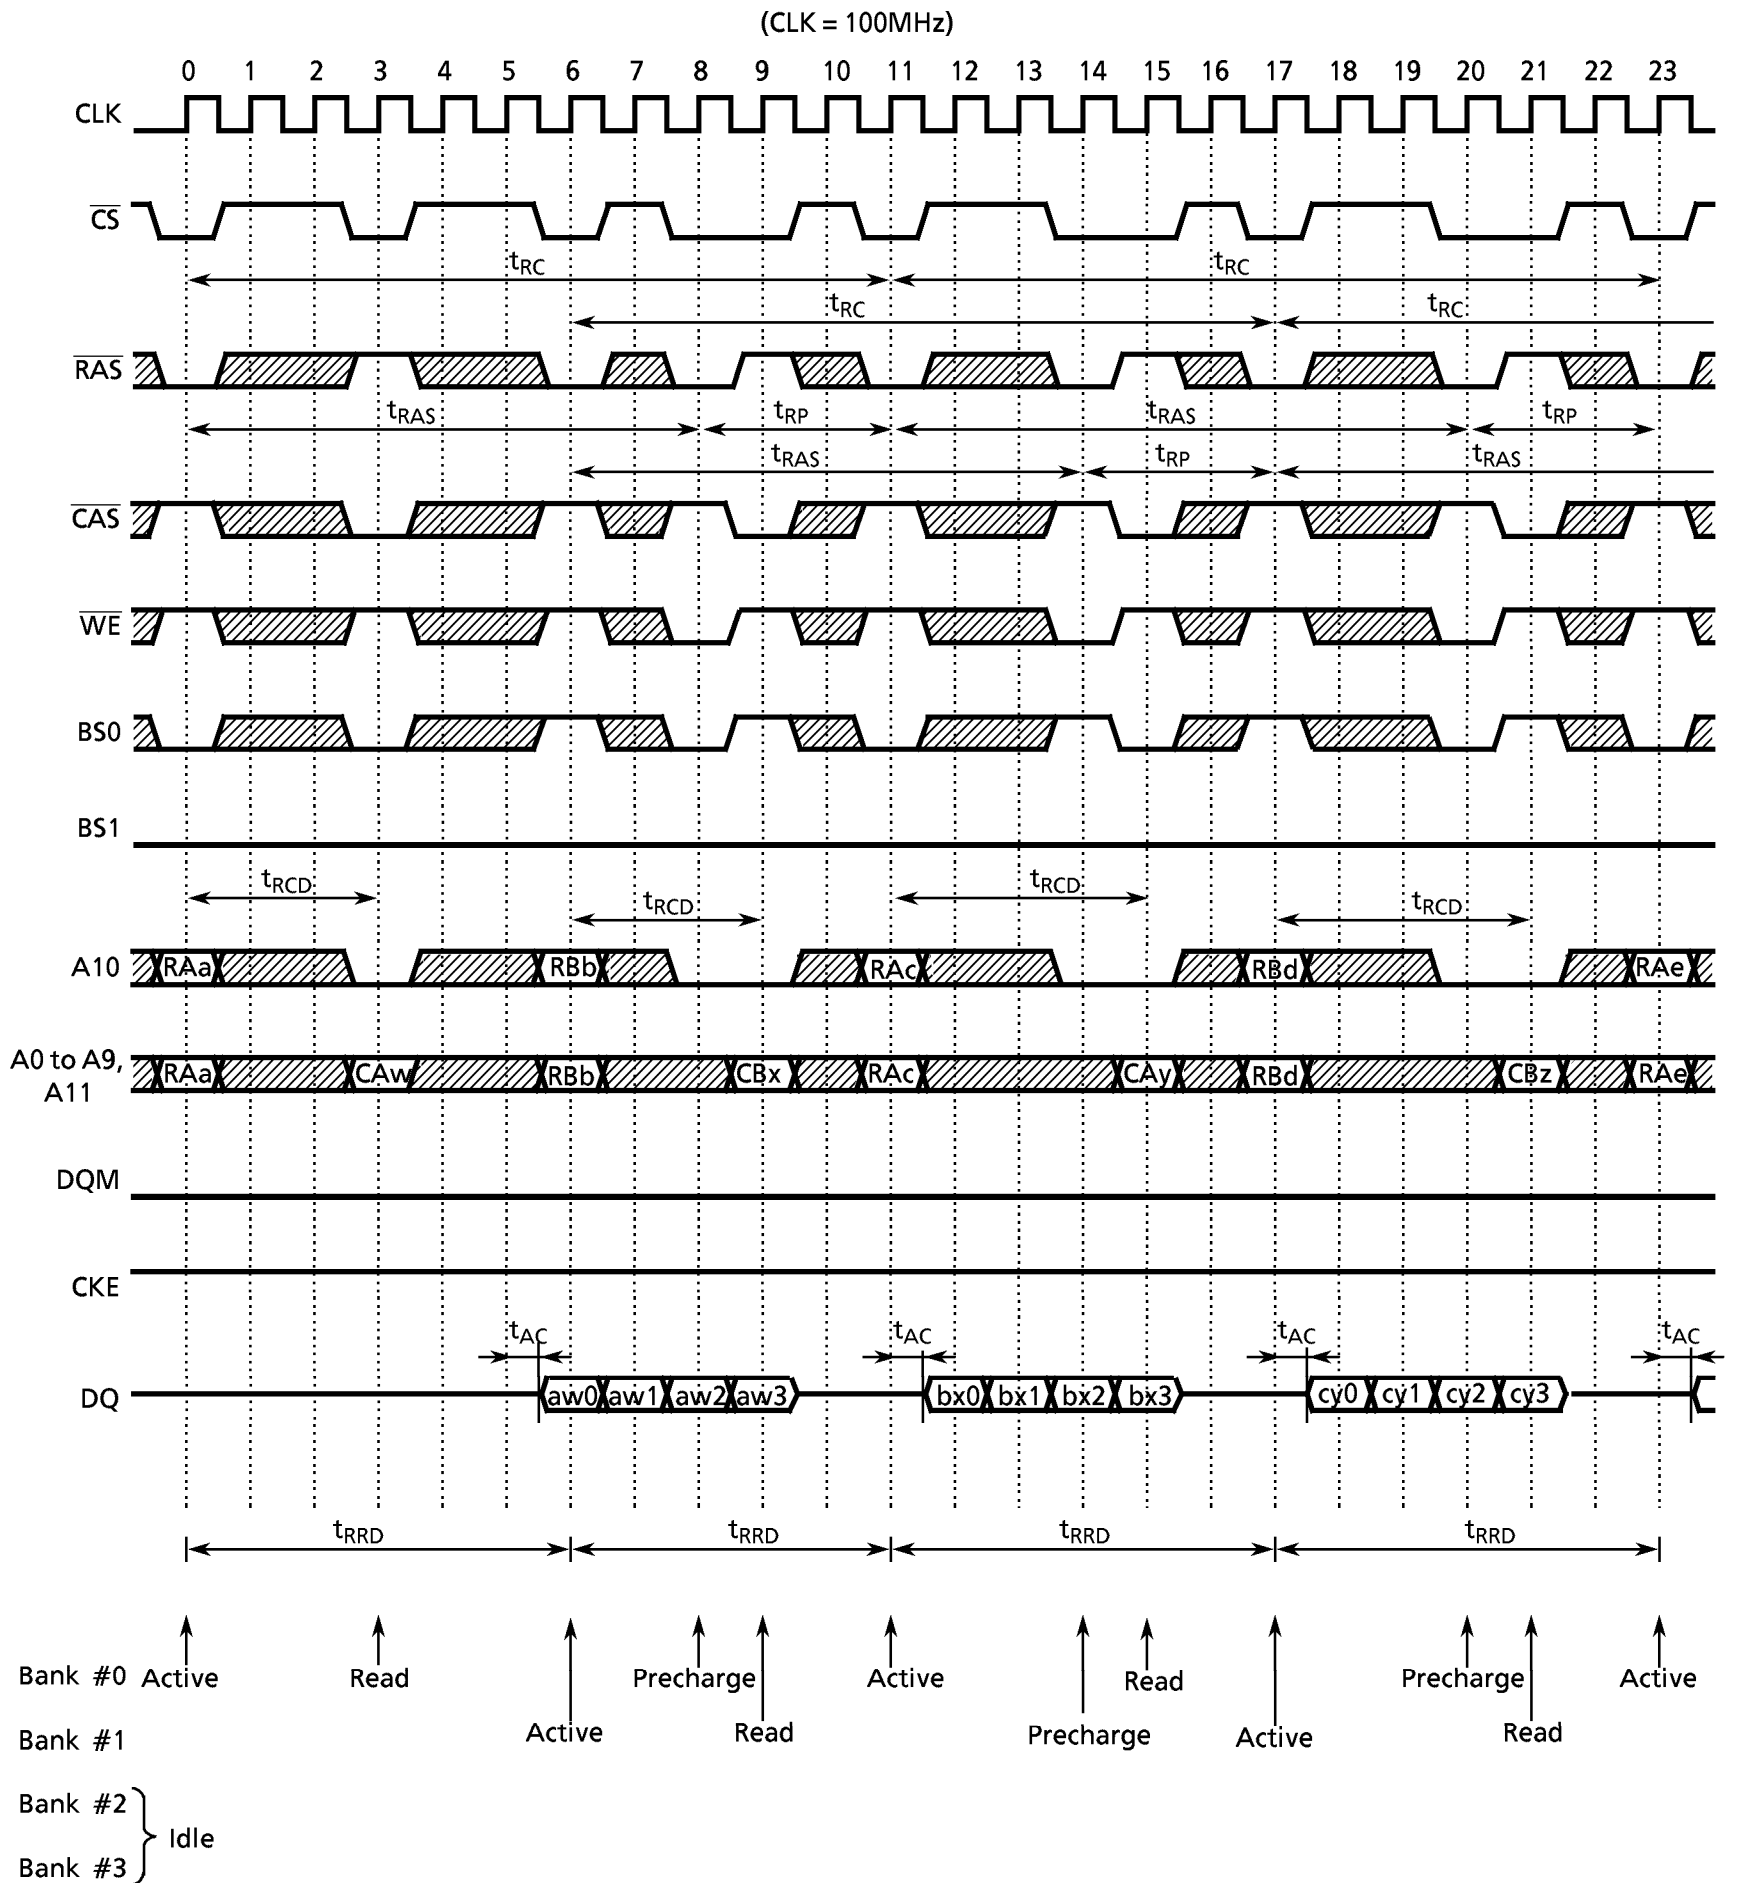 (CLK = 100MHz)
0 1 2 3 4 5 6 7 8 9 10 11 12 13 14 15 16 17 18 19 20 21 22 23
CLK
CS
tRC tRC
tRC tRC
RAS
tRAS tRP tRAS tRP
tRAS tRP tRAS
CAS
WE
BS0
BS1
tRCD tRCD
tRCD tRCD
A10 RAa RBb RAc RBd RAe
A0 to A9, A11 RAa CAw RBb CBx RAc CAy RBd CBz RAe
DQM
CKE
tAC tAC tAC tAC
DQ aw0 aw1 aw2 aw3 bx0 bx1 bx2 bx3 cy0 cy1 cy2 cy3
tRRD tRRD tRRD tRRD
Bank #0 Active Read Precharge Active Read Precharge Active
Bank #1 Active Read Precharge Active Read
Bank #2
Idle
Bank #3